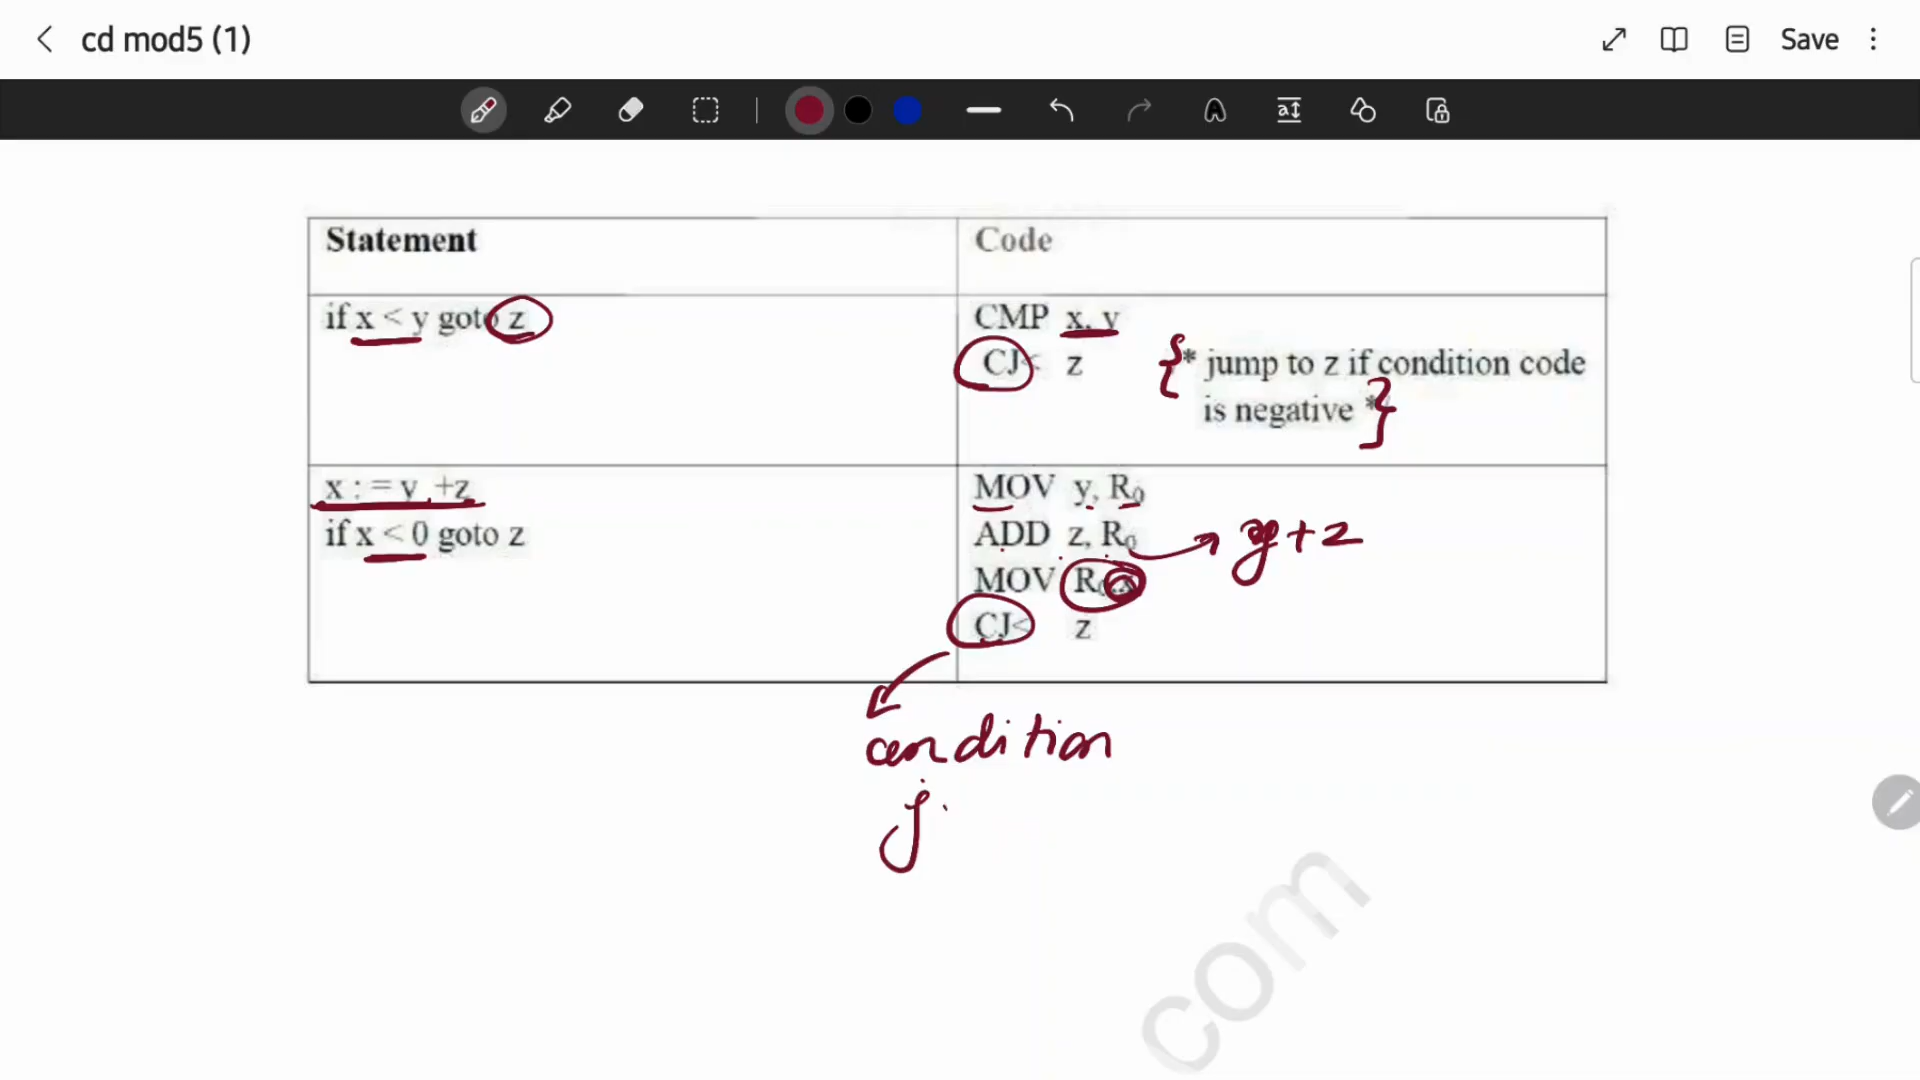 cd mod5 (1)
Save
Statement
Code
if x < y goto z
CMP x, y
CJ< z
* jump to z if condition code
is negative *
x : = y +z
if x < 0 goto z
MOV y, R0
ADD z, R0
y + z
MOV R0,x
CJ< z
condition
j
com